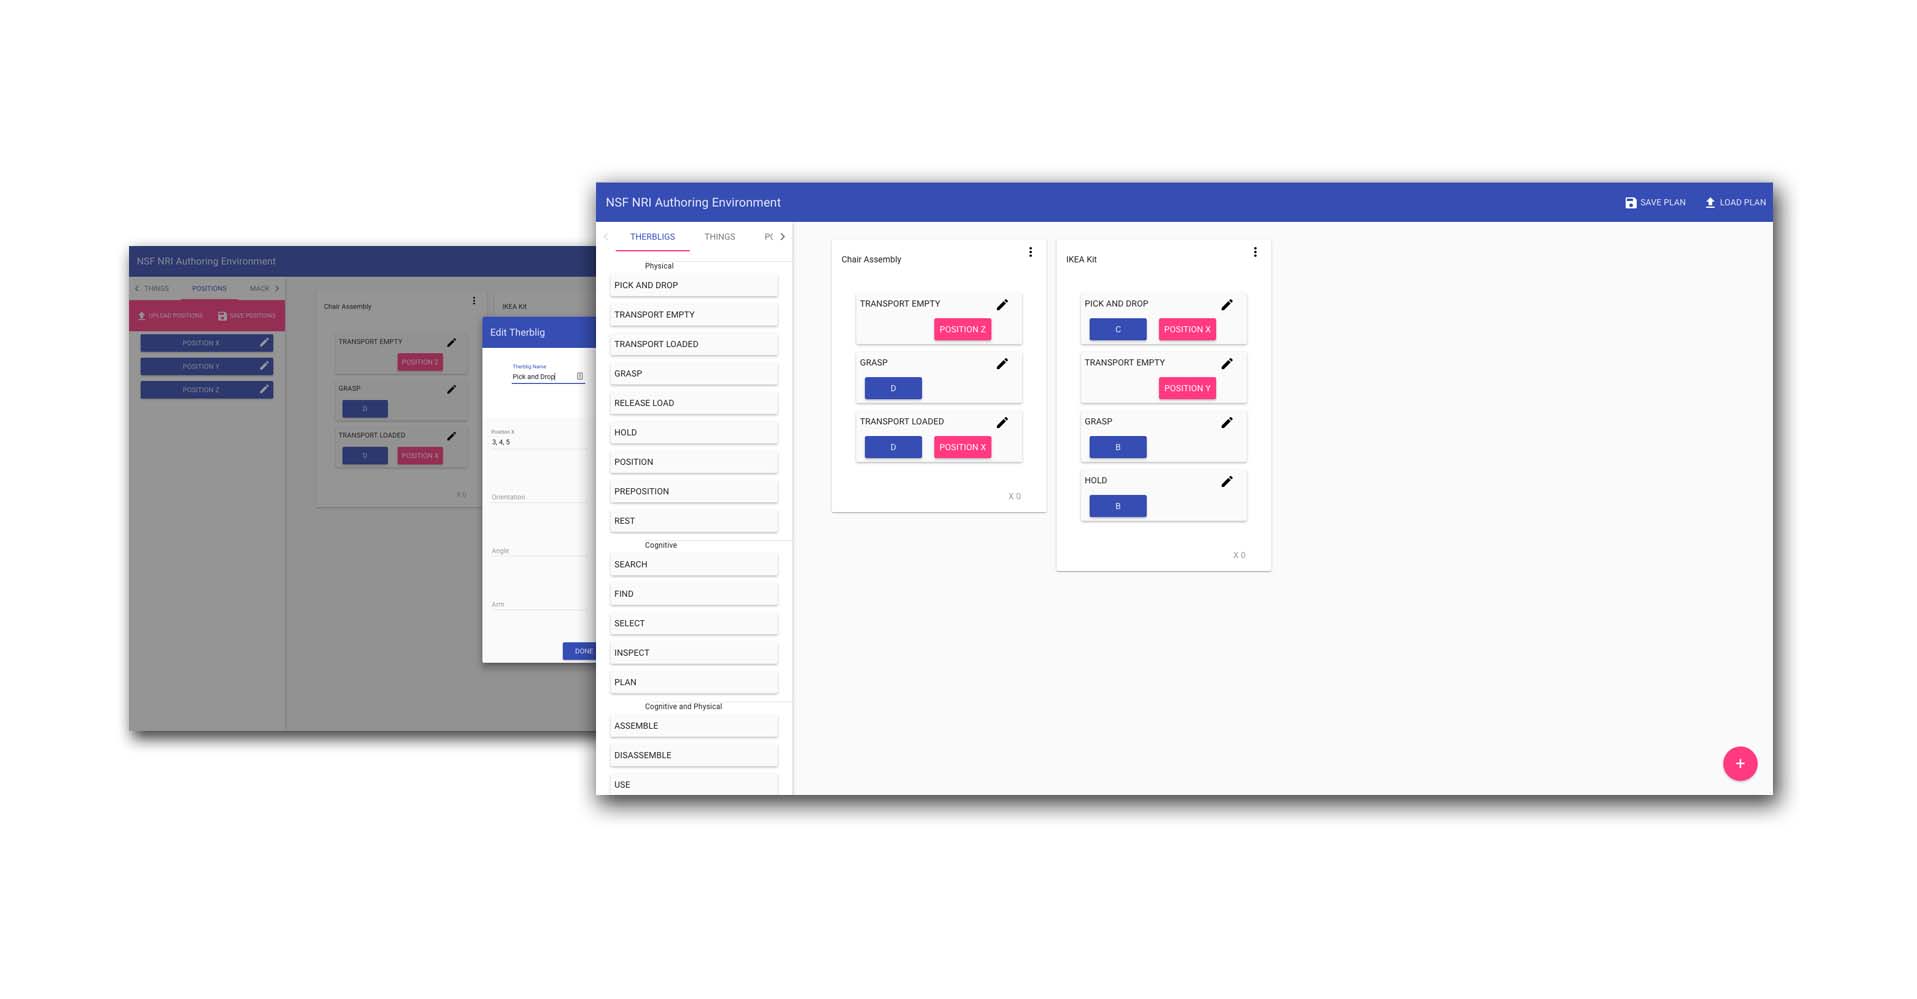 NSF NRI Authoring Environment
THINGS POSITIONS MACR
UPLOAD POSITIONS SAVE POSITIONS
POSITION X
POSITION Y
POSITION Z
Chair Assembly
TRANSPORT EMPTY
POSITION Z
GRASP
D
TRANSPORT LOADED
D POSITION X
X 0
IKEA Kit
Edit Therblig
Therblig Name
Pick and Drop
Position X
3, 4, 5
Orientation
Angle
Arm
DONE
NSF NRI Authoring Environment
SAVE PLAN LOAD PLAN
THERBLIGS THINGS PO
Physical
PICK AND DROP
TRANSPORT EMPTY
TRANSPORT LOADED
GRASP
RELEASE LOAD
HOLD
POSITION
PREPOSITION
REST
Cognitive
SEARCH
FIND
SELECT
INSPECT
PLAN
Cognitive and Physical
ASSEMBLE
DISASSEMBLE
USE
Chair Assembly
TRANSPORT EMPTY
POSITION Z
GRASP
D
TRANSPORT LOADED
D POSITION X
X 0
IKEA Kit
PICK AND DROP
C POSITION X
TRANSPORT EMPTY
POSITION Y
GRASP
B
HOLD
B
X 0
+